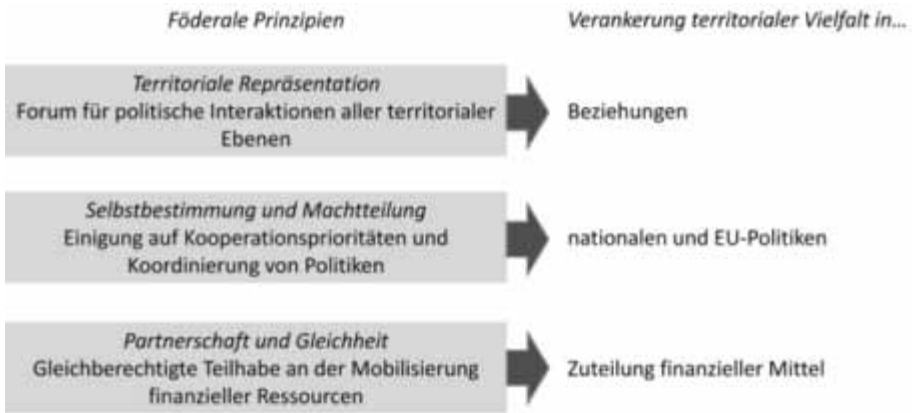 Föderale Prinzipien
Verankerung territorialer Vielfalt in...
Territoriale Repräsentation
Forum für politische Interaktionen aller territorialer
Ebenen
Beziehungen
Selbstbestimmung und Machtteilung
Einigung auf Kooperationsprioritäten und
Koordinierung von Politiken
nationalen und EU-Politiken
Partnerschaft und Gleichheit
Gleichberechtigte Teilhabe an der Mobilisierung
finanzieller Ressourcen
Zuteilung finanzieller Mittel